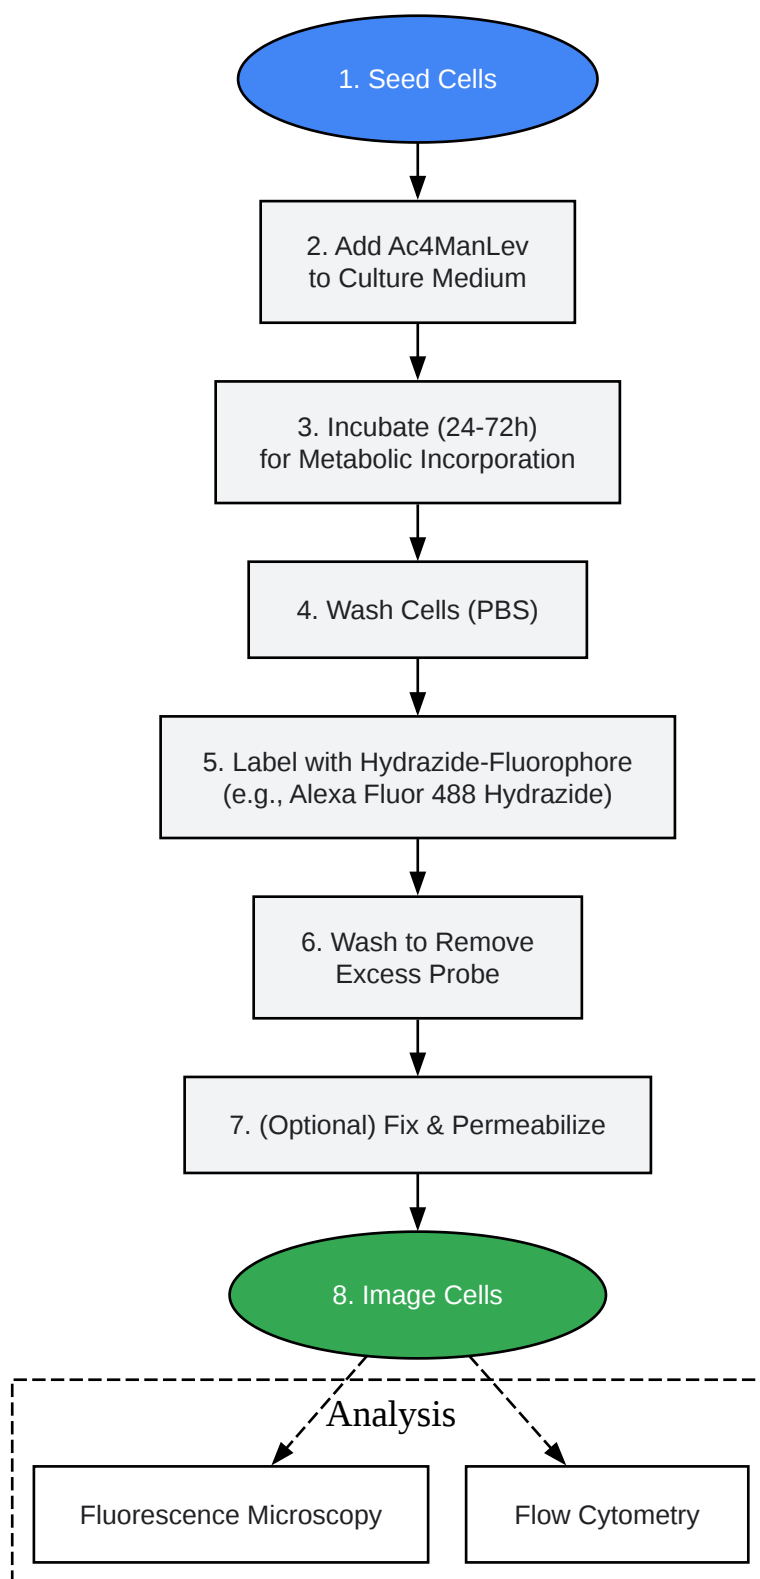 1. Seed Cells
2. Add Ac4ManLev
to Culture Medium
3. Incubate (24-72h)
for Metabolic Incorporation
4. Wash Cells (PBS)
5. Label with Hydrazide-Fluorophore
(e.g., Alexa Fluor 488 Hydrazide)
6. Wash to Remove
Excess Probe
7. (Optional) Fix & Permeabilize
8. Image Cells
Analysis
Fluorescence Microscopy
Flow Cytometry